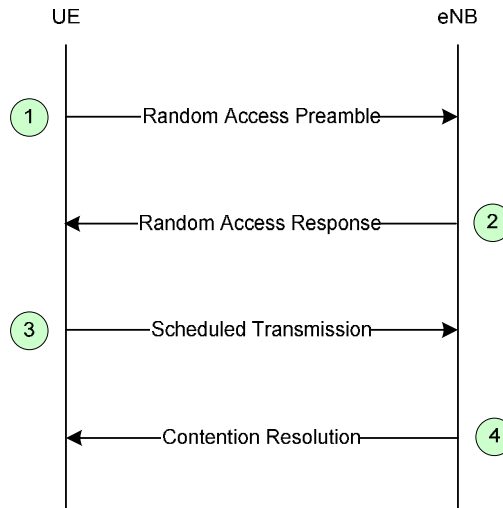 UE eNB
1 Random Access Preamble
Random Access Response 2
3 Scheduled Transmission
Contention Resolution 4